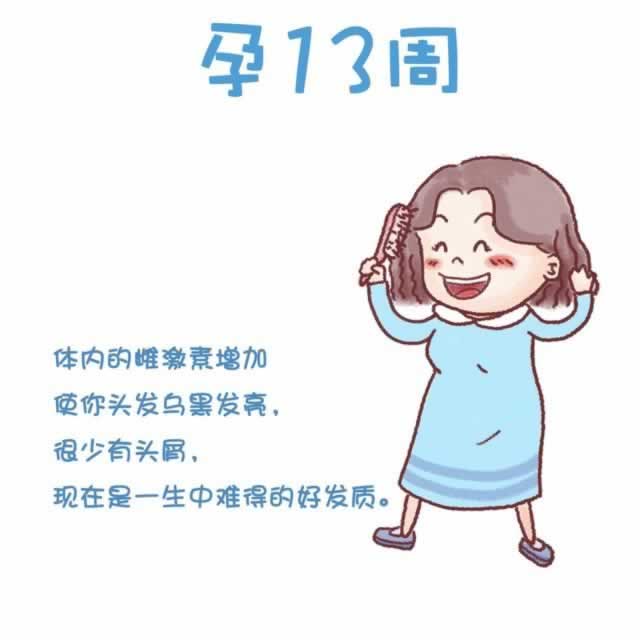 孕13周
体内的雌激素增加
使你头发乌黑发亮，
很少有头屑，
现在是一生中难得的好发质。